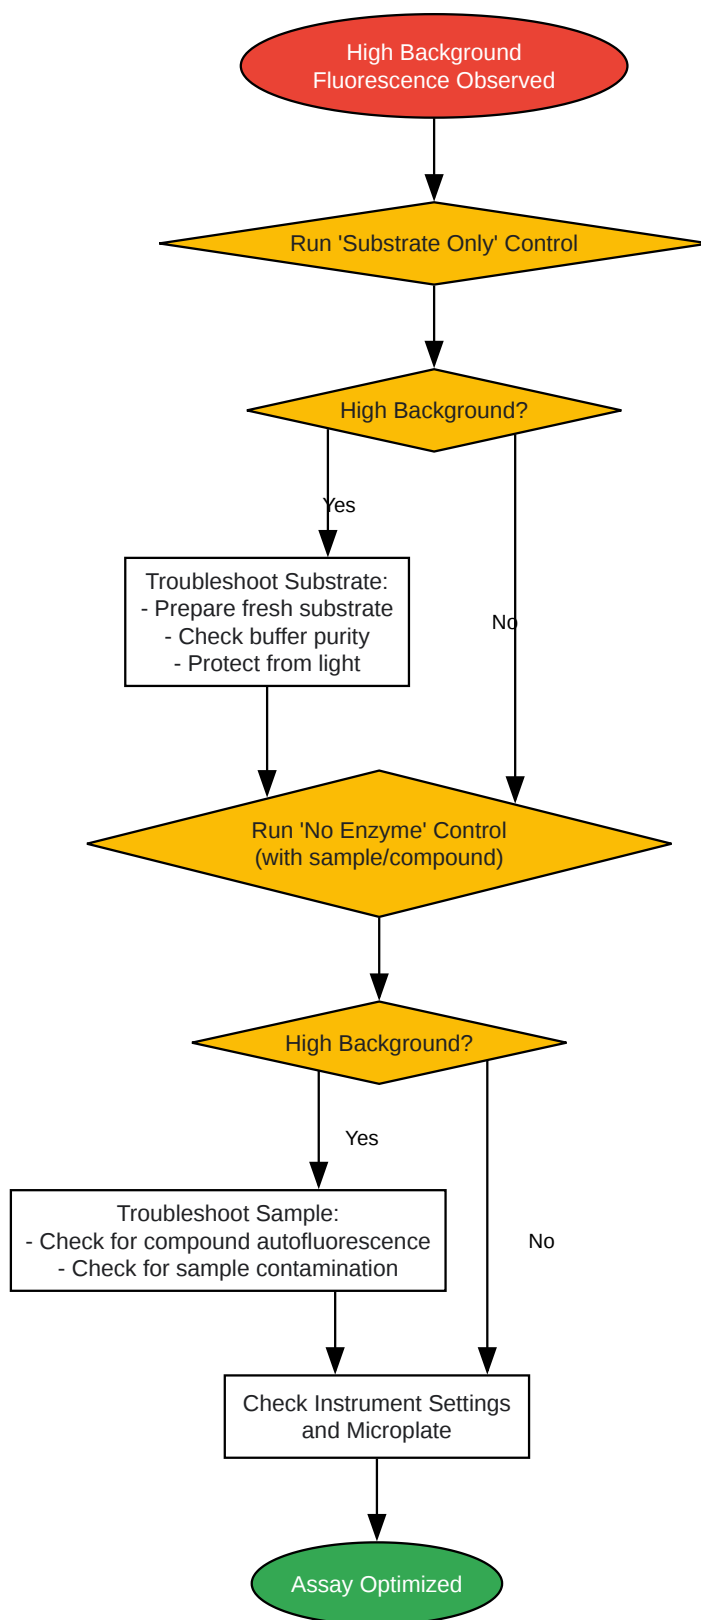 High Background
Fluorescence Observed
Run 'Substrate Only' Control
High Background?
Yes
Troubleshoot Substrate:
- Prepare fresh substrate
- Check buffer purity
- Protect from light
No
Run 'No Enzyme' Control
(with sample/compound)
High Background?
Yes
Troubleshoot Sample:
- Check for compound autofluorescence
- Check for sample contamination
No
Check Instrument Settings
and Microplate
Assay Optimized